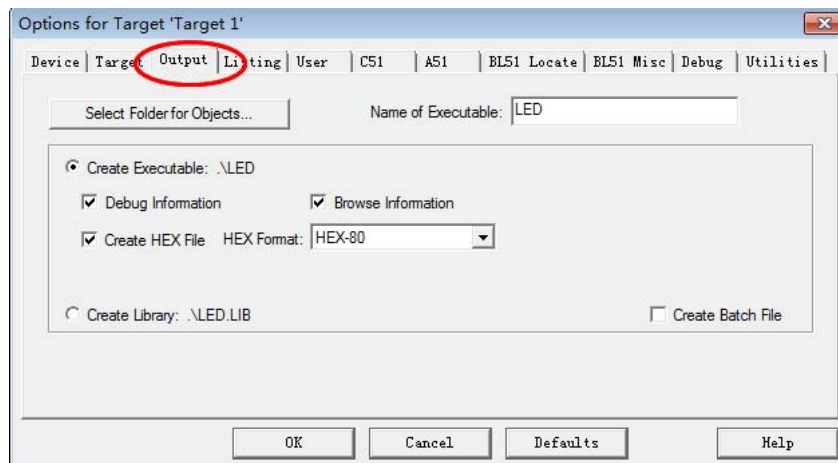 Options for Target 'Target 1'
Device Target Output Listing User C51 A51 BL51 Locate BL51 Misc Debug Utilities
Select Folder for Objects... Name of Executable: LED
Create Executable: .\LED
Debug Information Browse Information
Create HEX File HEX Format: HEX-80
Create Library: .\LED.LIB Create Batch File
OK Cancel Defaults Help